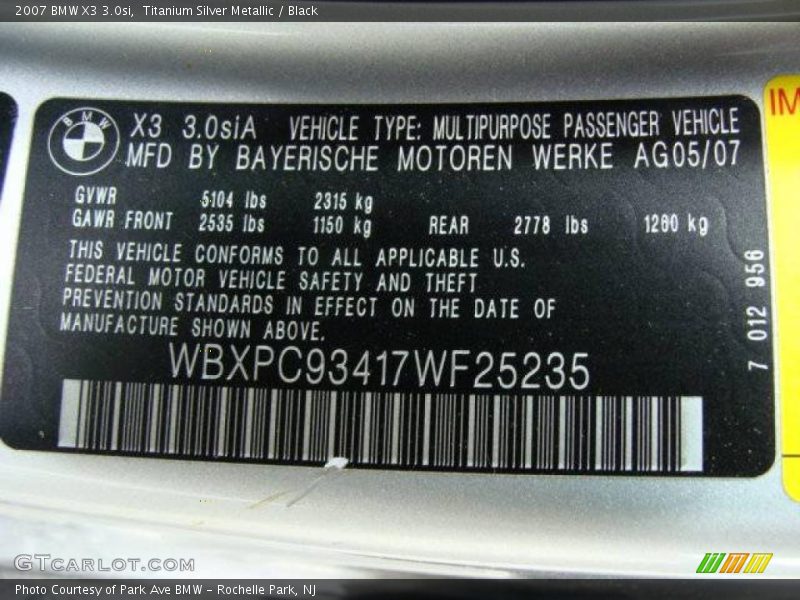 2007 BMW X3 3.0si, Titanium Silver Metallic / Black
IM
BMW
X3 3.0siA VEHICLE TYPE: MULTIPURPOSE PASSENGER VEHICLE
MFD BY BAYERISCHE MOTOREN WERKE AG05/07
GVWR 5104 lbs 2315 kg
GAWR FRONT 2535 lbs 1150 kg REAR 2778 lbs 1260 kg
THIS VEHICLE CONFORMS TO ALL APPLICABLE U.S.
FEDERAL MOTOR VEHICLE SAFETY AND THEFT
PREVENTION STANDARDS IN EFFECT ON THE DATE OF
MANUFACTURE SHOWN ABOVE.
7 012 956
WBXPC93417WF25235
GTCARLOT.COM
Photo Courtesy of Park Ave BMW - Rochelle Park, NJ